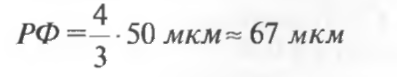 РФ = 4/3 · 50 мкм ≈ 67 мкм